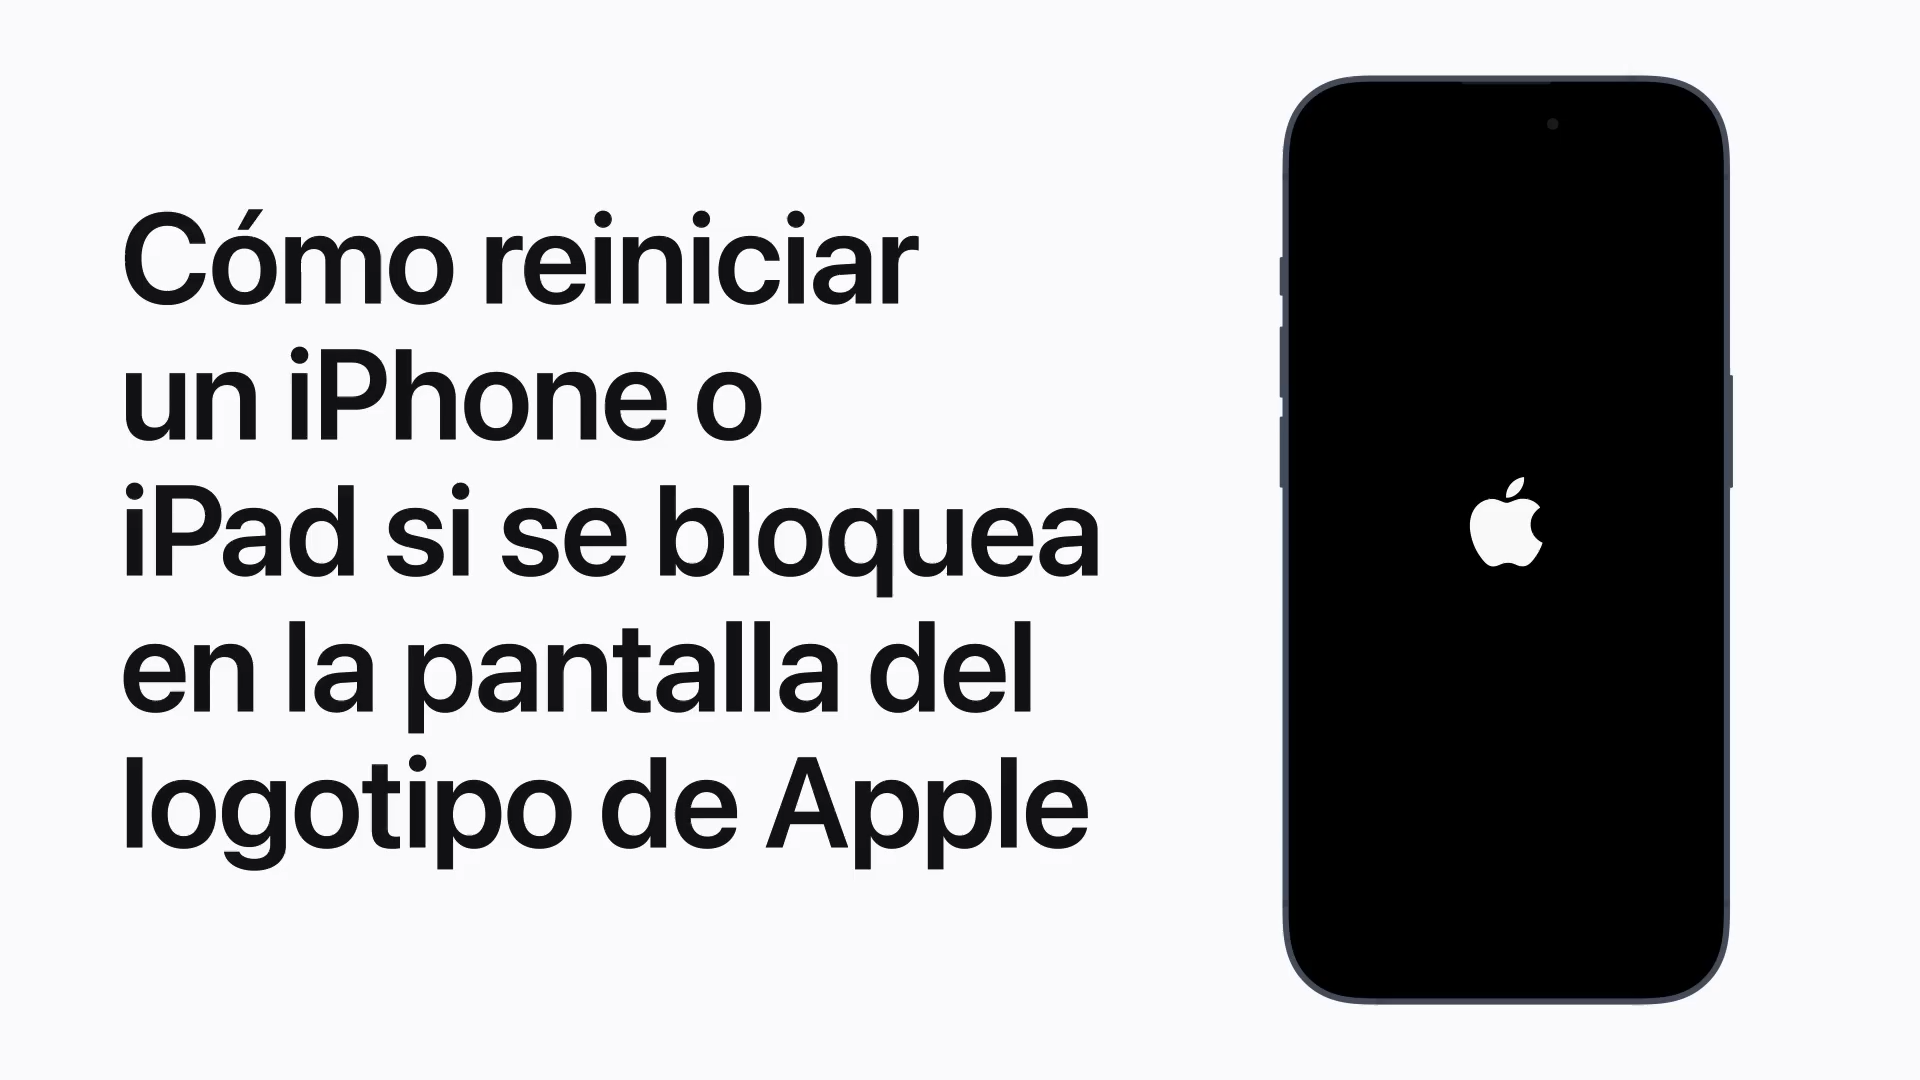 Cómo reiniciar
un iPhone o
iPad si se bloquea
en la pantalla del
logotipo de Apple